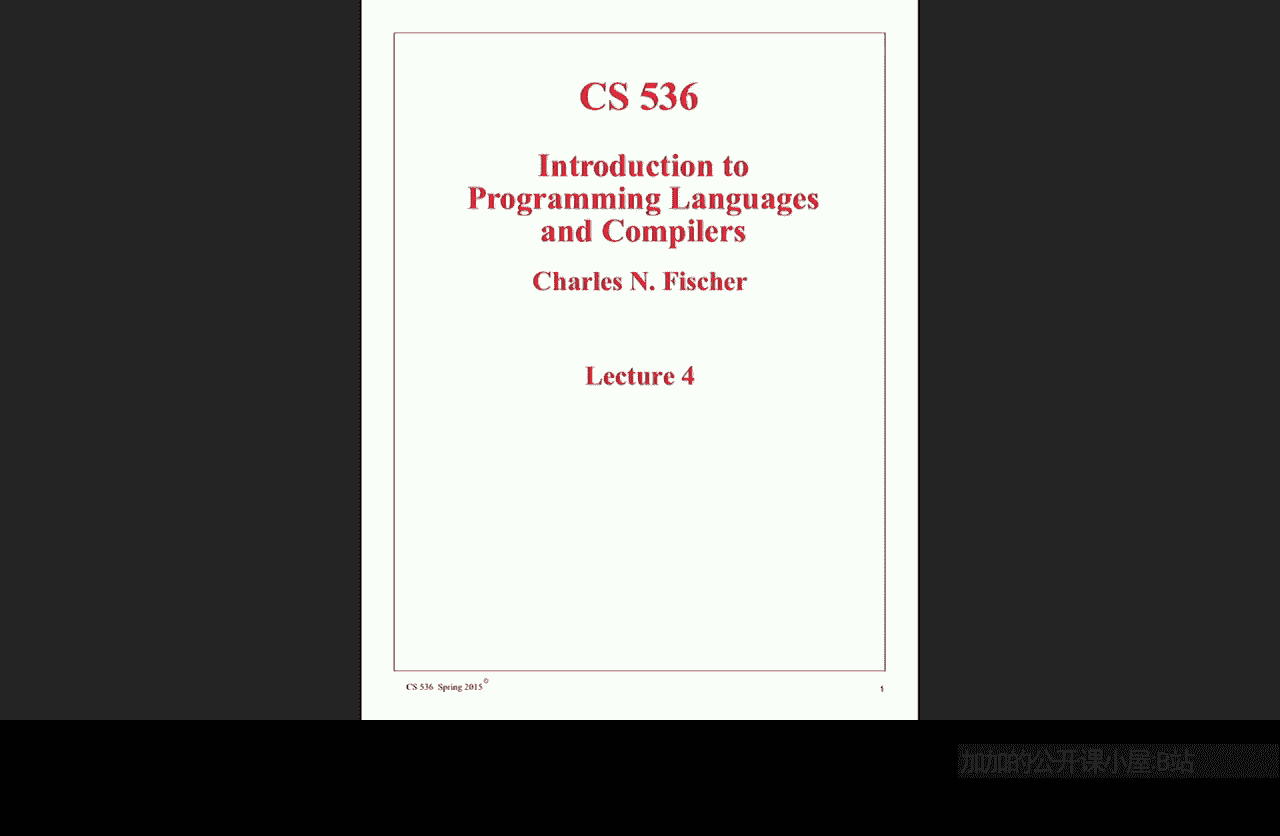 CS 536
Introduction to
Programming Languages
and Compilers
Charles N. Fischer
Lecture 4
CS 536 Spring 2015©
1
加加的公开课小屋 B站